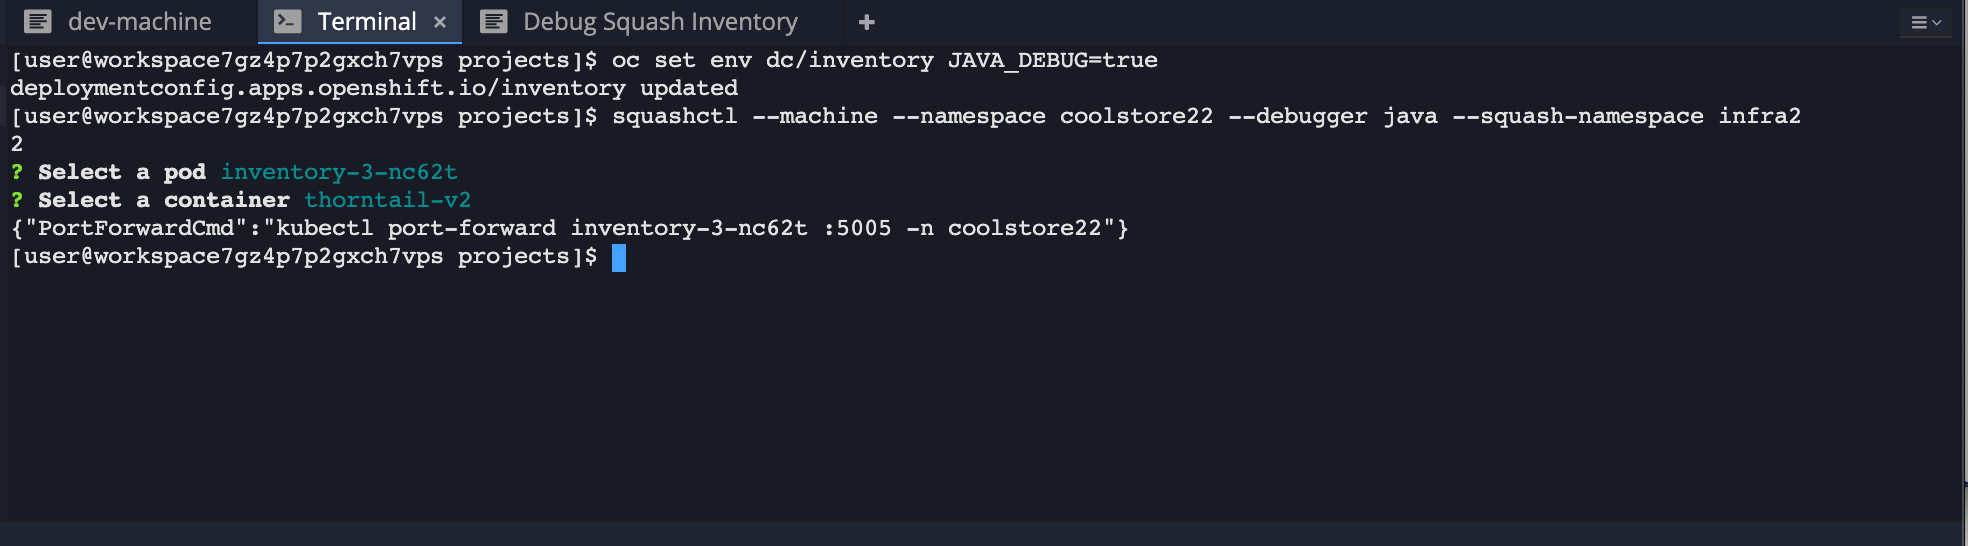 dev-machine Terminal × Debug Squash Inventory +
[user@workspace7gz4p7p2gxch7vps projects]$ oc set env dc/inventory JAVA_DEBUG=true
deploymentconfig.apps.openshift.io/inventory updated
[user@workspace7gz4p7p2gxch7vps projects]$ squashctl --machine --namespace coolstore22 --debugger java --squash-namespace infra2
2
? Select a pod inventory-3-nc62t
? Select a container thorntail-v2
{"PortForwardCmd":"kubectl port-forward inventory-3-nc62t :5005 -n coolstore22"}
[user@workspace7gz4p7p2gxch7vps projects]$